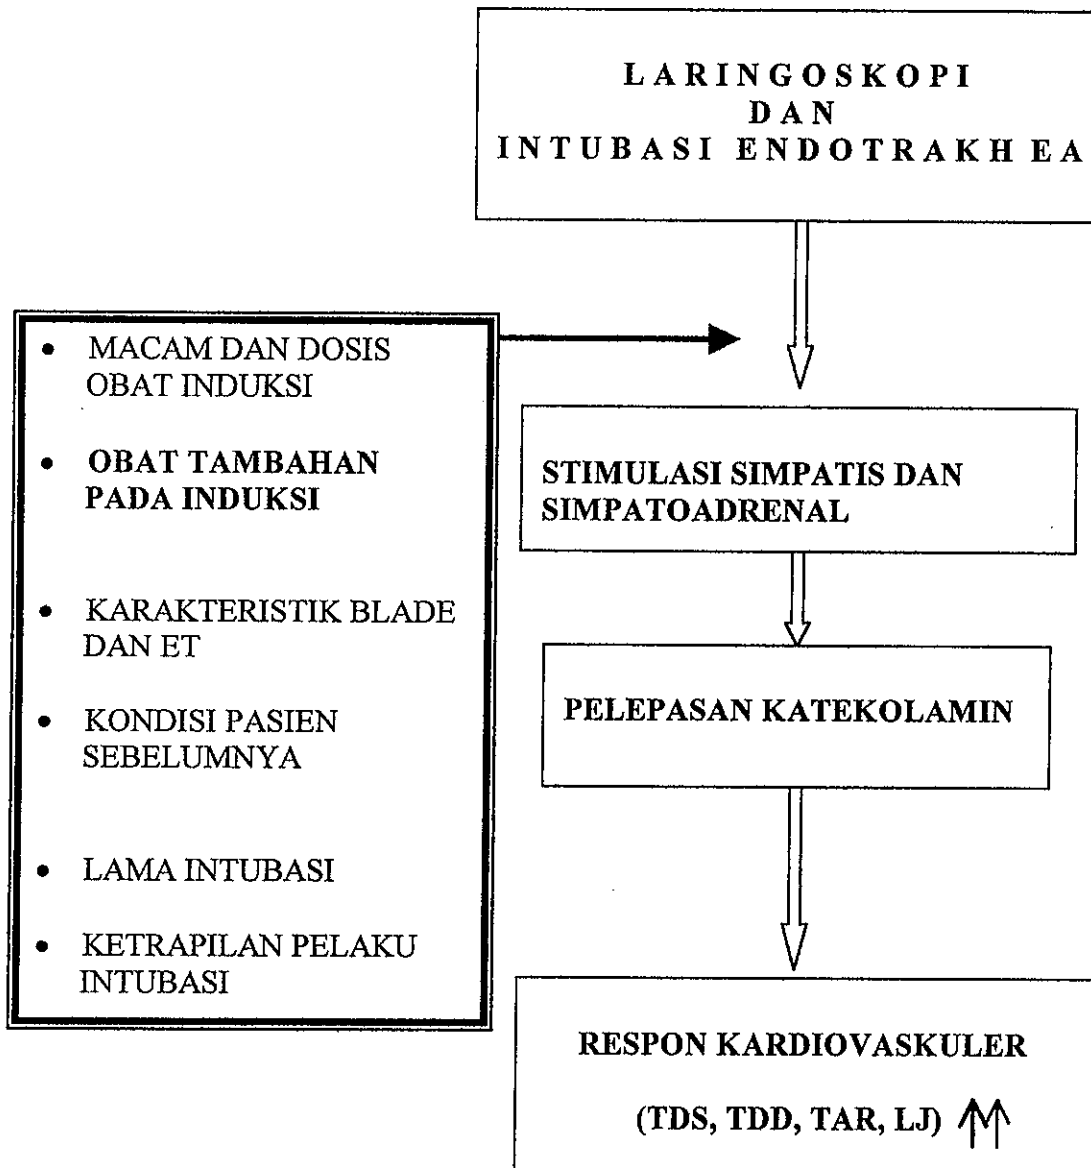 LARINGOSKOPI
DAN
INTUBASI ENDOTRAKHEA
• MACAM DAN DOSIS
OBAT INDUKSI
• OBAT TAMBAHAN
PADA INDUKSI
• KARAKTERISTIK BLADE
DAN ET
• KONDISI PASIEN
SEBELUMNYA
• LAMA INTUBASI
• KETRAPILAN PELAKU
INTUBASI
STIMULASI SIMPATIS DAN
SIMPATOADRENAL
PELEPASAN KATEKOLAMIN
RESPON KARDIOVASKULER
(TDS, TDD, TAR, LJ) ↑↑